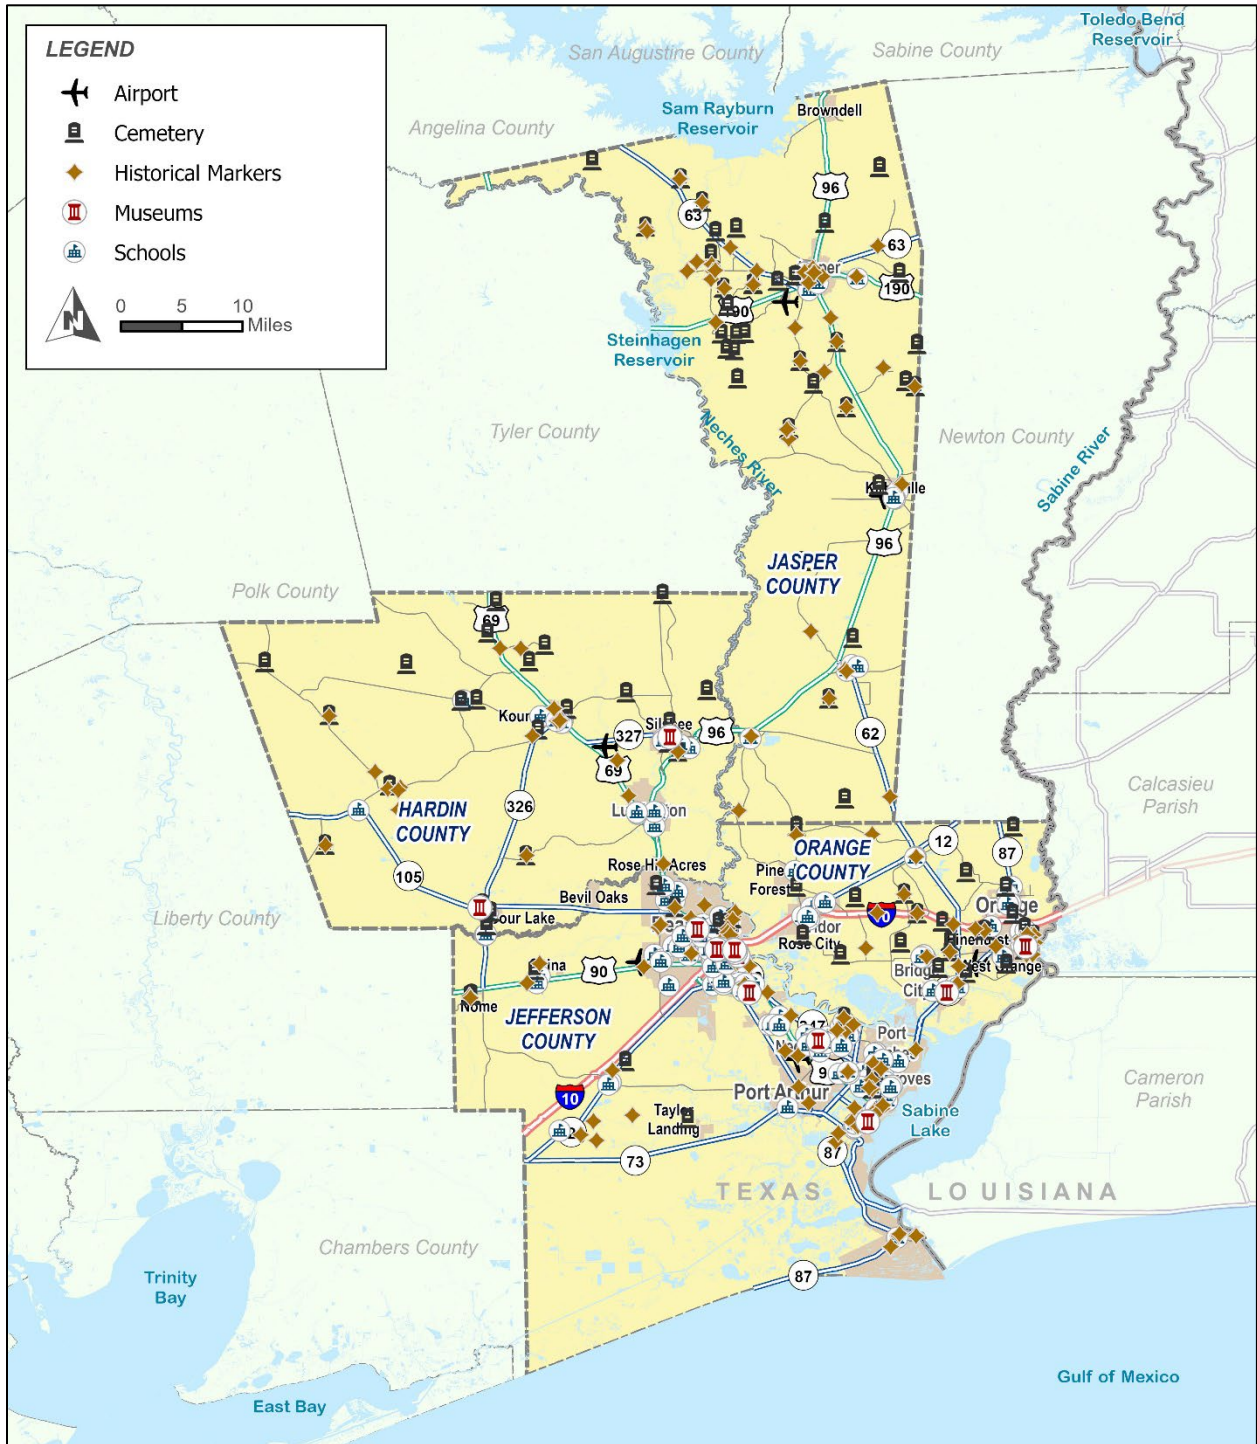 LEGEND
Airport
Cemetery
Historical Markers
Museums
Schools
N
0 5 10
Miles
Toledo Bend
Reservoir
San Augustine County
Sabine County
Sam Rayburn
Reservoir
Browndell
Angelina County
96
63
63
190
Steinhagen
Reservoir
Tyler County
Neches River
Newton County
Sabine River
96
JASPER
COUNTY
Polk County
69
327
96
69
62
HARDIN
COUNTY
326
Calcasieu
Parish
ORANGE
COUNTY
12
87
Rose Hill Acres
Pine
Forest
105
Bevil Oaks
Liberty County
Rose City
90
Nome
JEFFERSON
COUNTY
Port
Port Arthur
10
Taylor
Landing
Sabine
Lake
Cameron
Parish
73
87
TEXAS
LOUISIANA
Chambers County
Trinity
Bay
87
Gulf of Mexico
East Bay